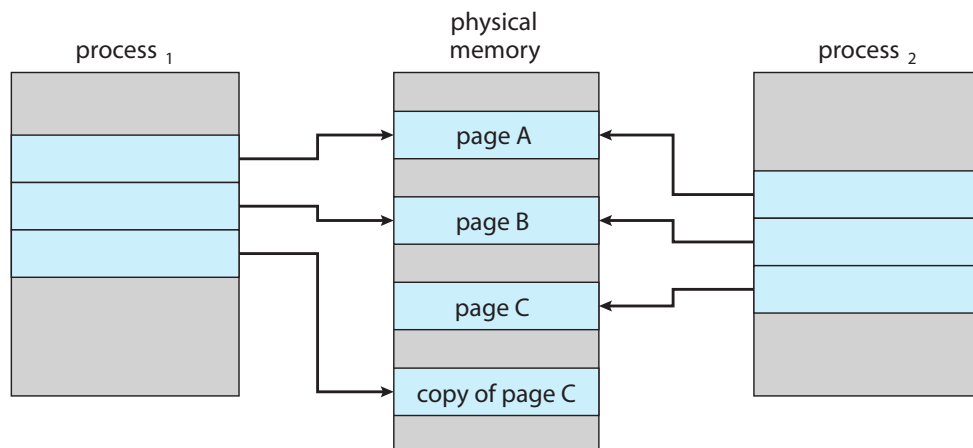 process 1
physical
memory
process 2
page A
page B
page C
copy of page C